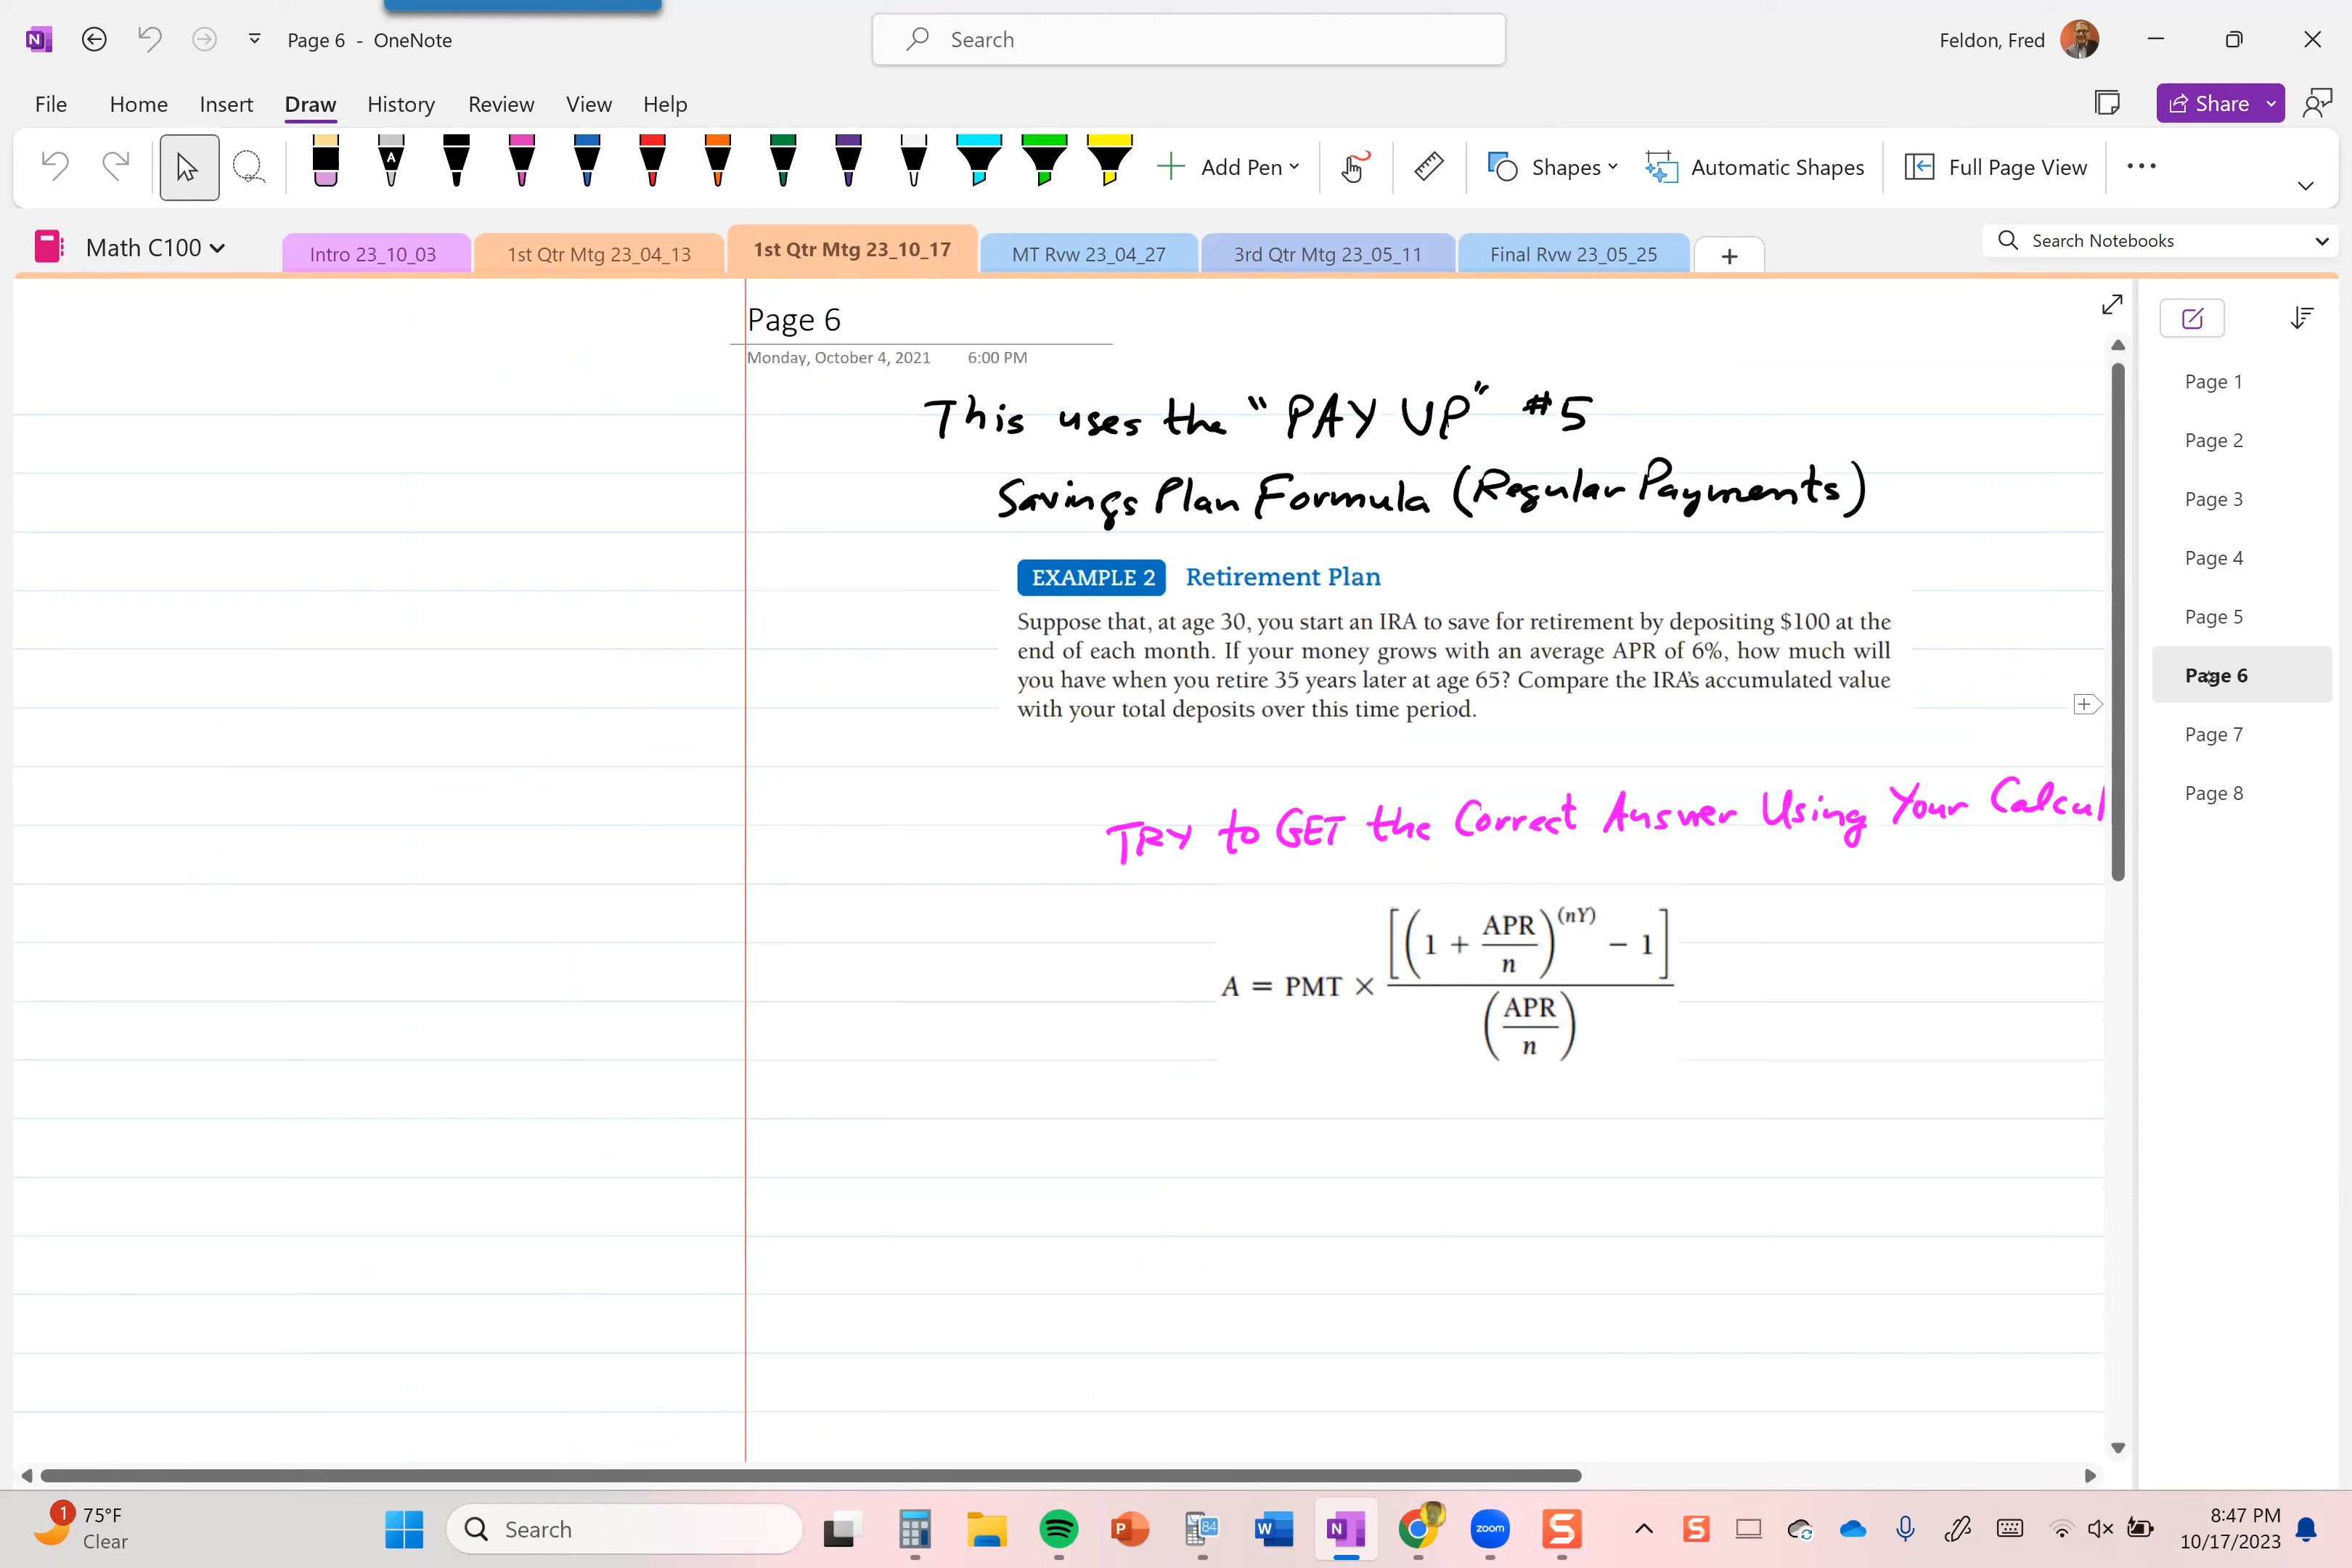 Page 6 - OneNote
Search
Feldon, Fred
File Home Insert Draw History Review View Help
Share
A
Add Pen
Shapes
Automatic Shapes
Full Page View
Math C100
Intro 23_10_03
1st Qtr Mtg 23_04_13
1st Qtr Mtg 23_10_17
MT Rvw 23_04_27
3rd Qtr Mtg 23_05_11
Final Rvw 23_05_25
+
Search Notebooks
Page 6
Monday, October 4, 2021 6:00 PM
This uses the "PAY UP" #5
Savings Plan Formula (Regular Payments)
EXAMPLE 2 Retirement Plan
Suppose that, at age 30, you start an IRA to save for retirement by depositing $100 at the
end of each month. If your money grows with an average APR of 6%, how much will
you have when you retire 35 years later at age 65? Compare the IRA's accumulated value
with your total deposits over this time period.
TRY to GET the Correct Answer Using Your Calcul
A = PMT × [(1 + APR/n)^(nY) − 1] / (APR/n)
Page 1
Page 2
Page 3
Page 4
Page 5
Page 6
Page 7
Page 8
1
75°F
Clear
Search
P
84
W
N
zoom
S
S
8:47 PM
10/17/2023